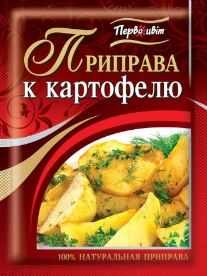 Первоцвіт
ПРИПРАВА
К КАРТОФЕЛЮ
100% НАТУРАЛЬНАЯ ПРИПРАВА